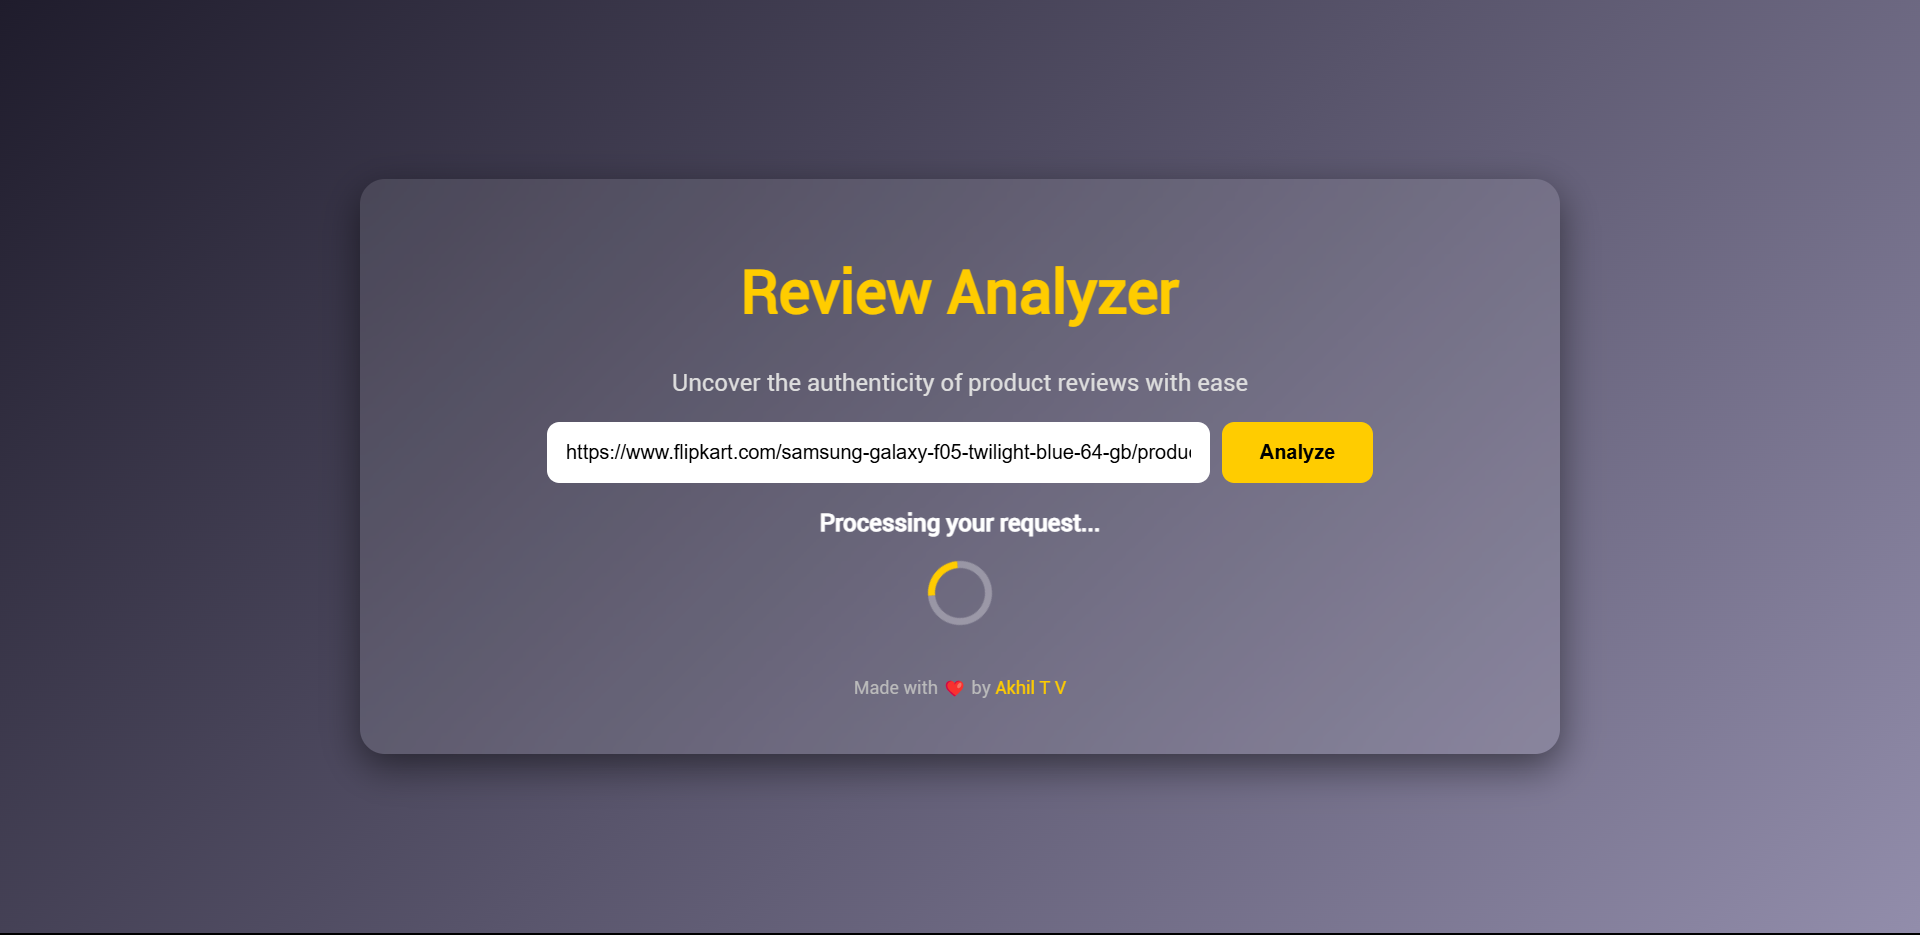 Review Analyzer
Uncover the authenticity of product reviews with ease
https://www.flipkart.com/samsung-galaxy-f05-twilight-blue-64-gb/produc Analyze
Processing your request...
Made with ❤️ by Akhil T V